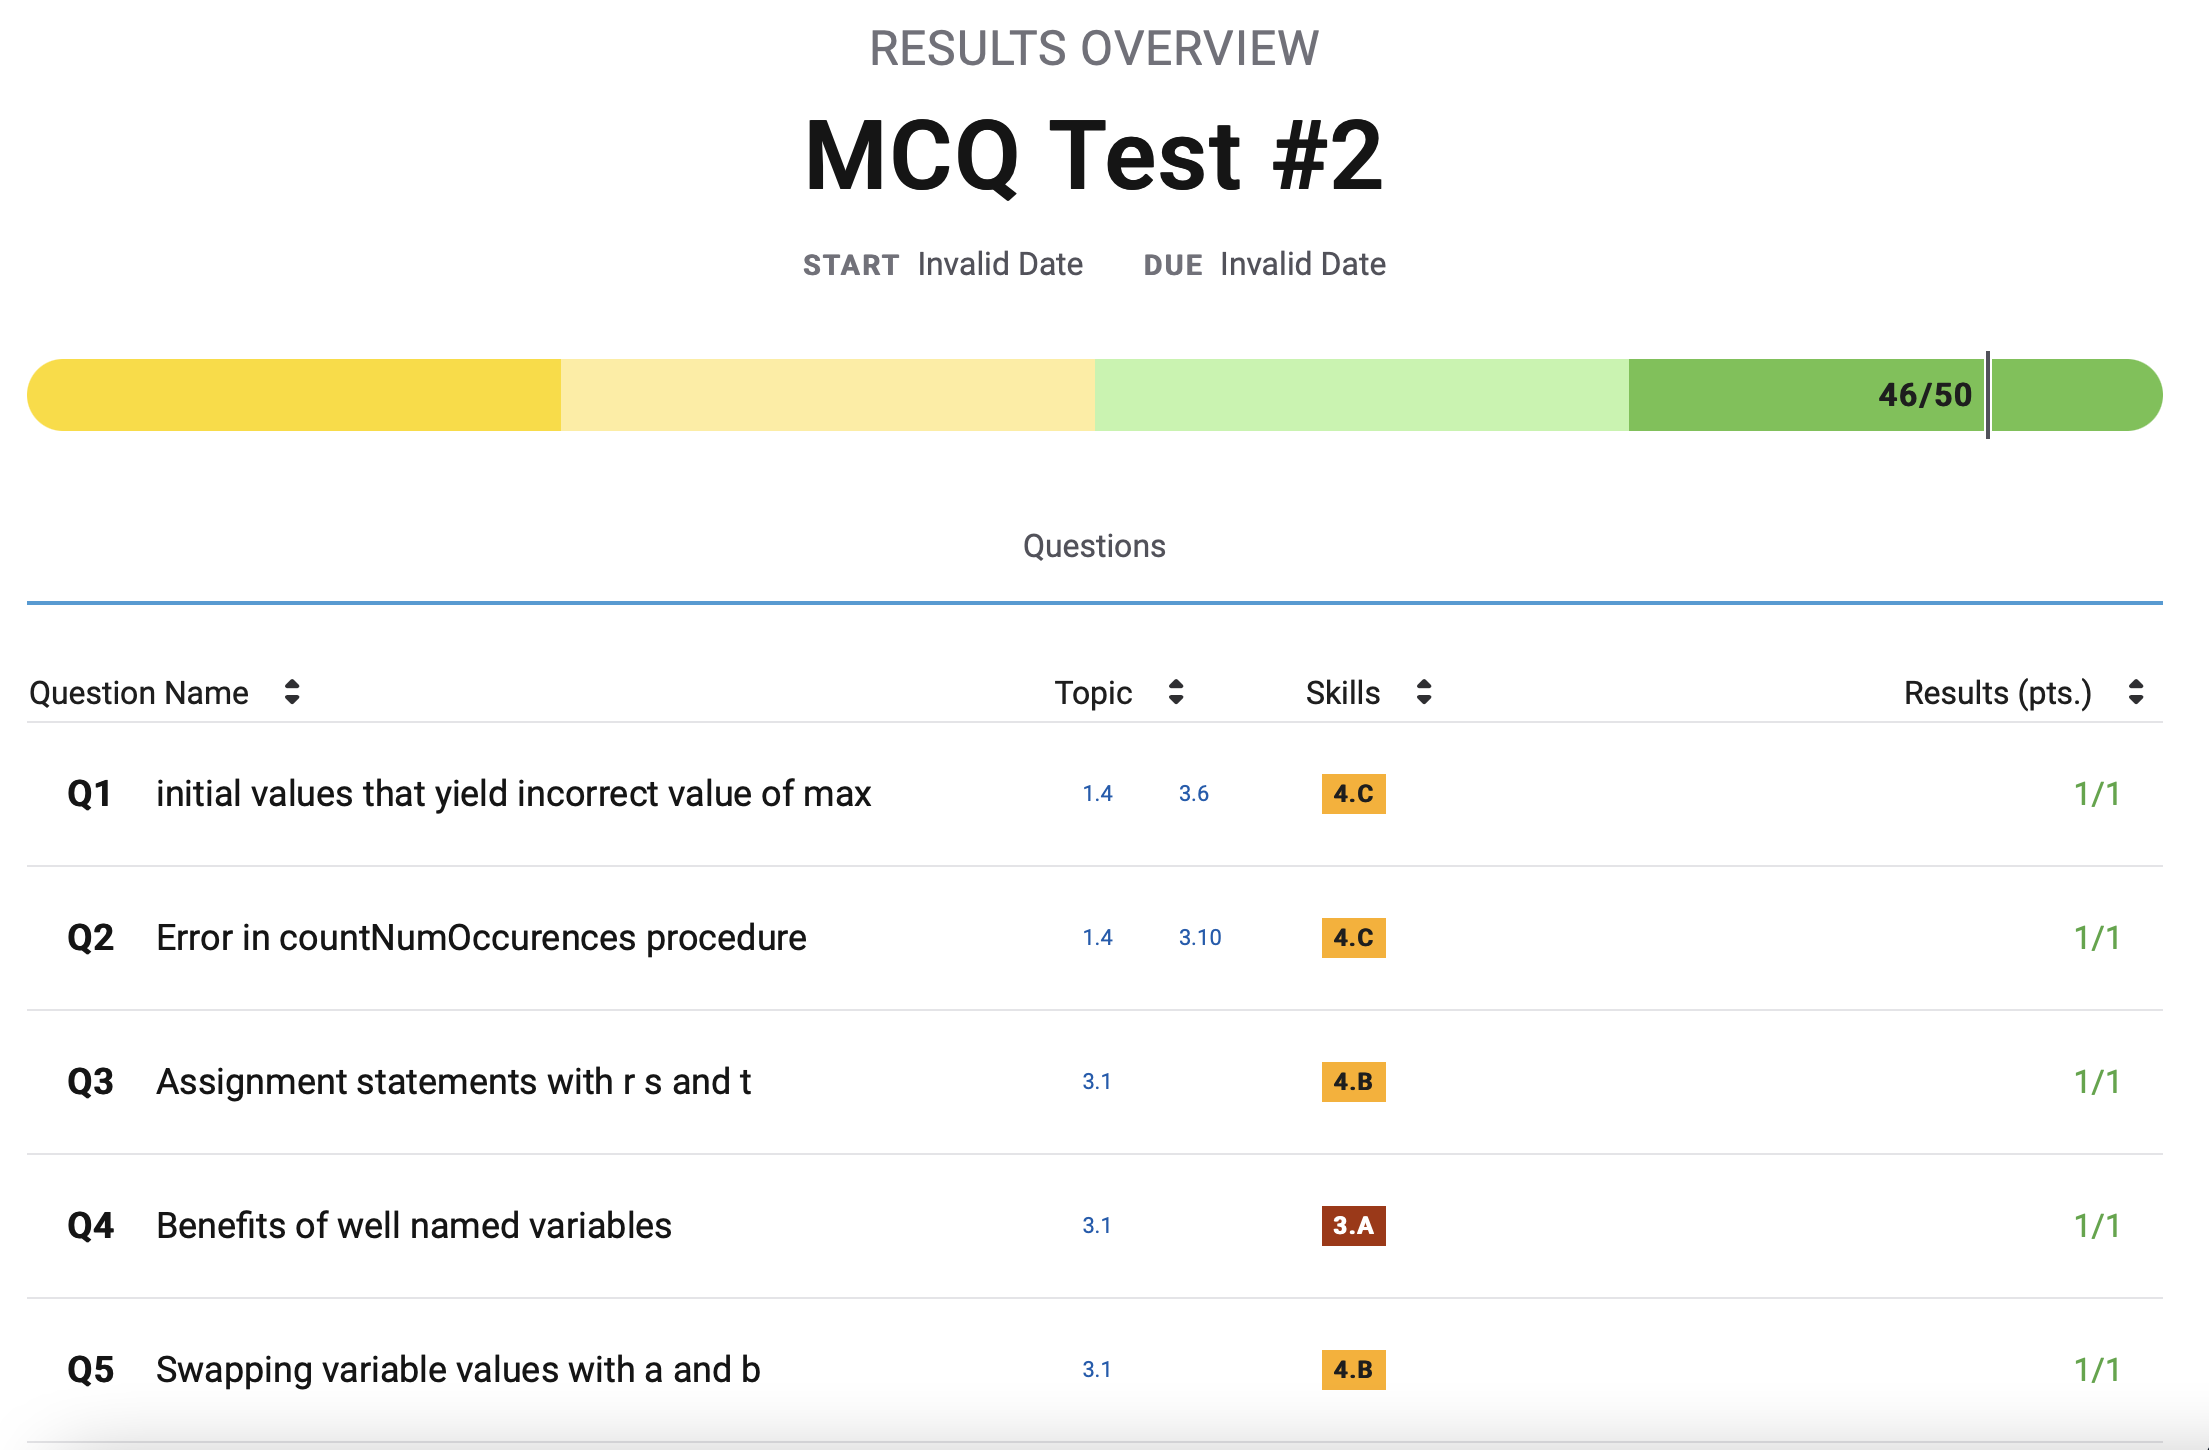 RESULTS OVERVIEW
MCQ Test #2
START Invalid Date DUE Invalid Date
46/50
Questions
Question Name Topic Skills Results (pts.)
Q1 initial values that yield incorrect value of max 1.4 3.6 4.C 1/1
Q2 Error in countNumOccurences procedure 1.4 3.10 4.C 1/1
Q3 Assignment statements with r s and t 3.1 4.B 1/1
Q4 Benefits of well named variables 3.1 3.A 1/1
Q5 Swapping variable values with a and b 3.1 4.B 1/1